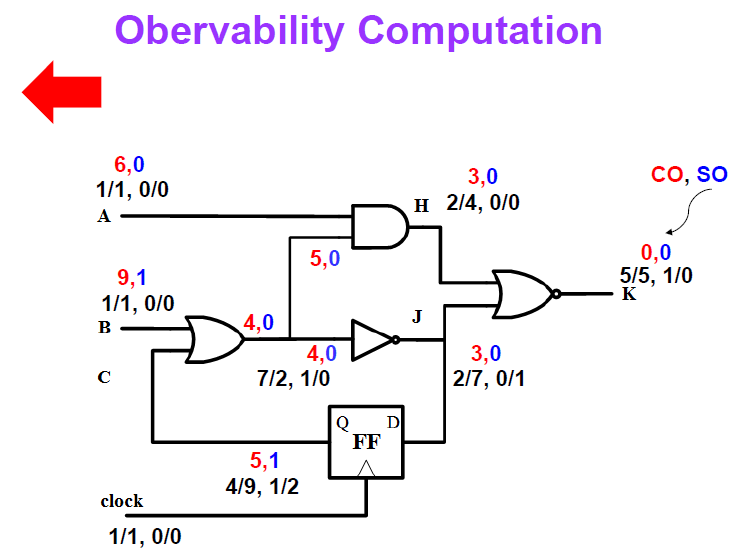 Obervability Computation
6,0
1/1, 0/0
A
3,0
2/4, 0/0
H
CO, SO
5,0
0,0
5/5, 1/0
K
9,1
1/1, 0/0
B
4,0
J
4,0
7/2, 1/0
3,0
2/7, 0/1
C
Q
D
FF
5,1
4/9, 1/2
clock
1/1, 0/0